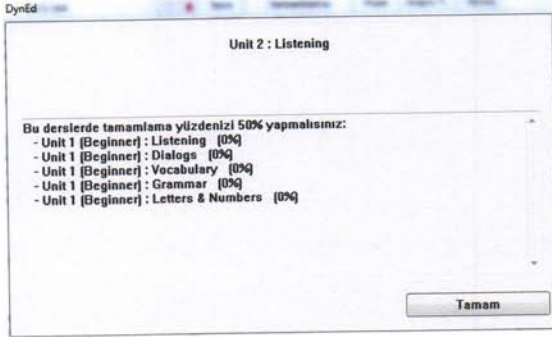 DynEd
Unit 2 : Listening
Bu derslerde tamamlama yüzdenizi 50% yapmalısınız:
- Unit 1 (Beginner) : Listening (0%)
- Unit 1 (Beginner) : Dialogs (0%)
- Unit 1 (Beginner) : Vocabulary (0%)
- Unit 1 (Beginner) : Grammar (0%)
- Unit 1 (Beginner) : Letters & Numbers (0%)
Tamam